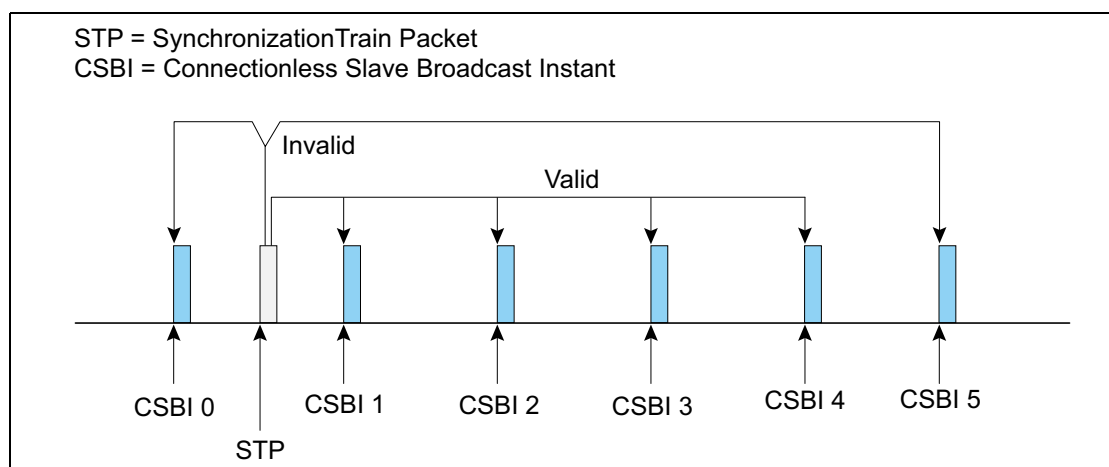 STP = SynchronizationTrain Packet
CSBI = Connectionless Slave Broadcast Instant
Invalid
Valid
CSBI 0
CSBI 1
CSBI 2
CSBI 3
CSBI 4
CSBI 5
STP